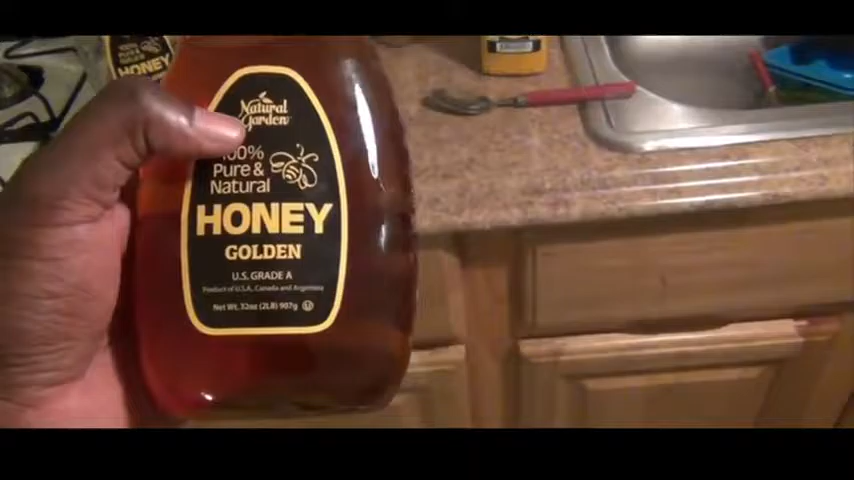 Natural
Garden
100%
Pure &
Natural
HONEY
GOLDEN
U.S. GRADE A
Product of U.S.A., Canada and Argentina
Net Wt. 32oz (2LB) 907g
HONEY